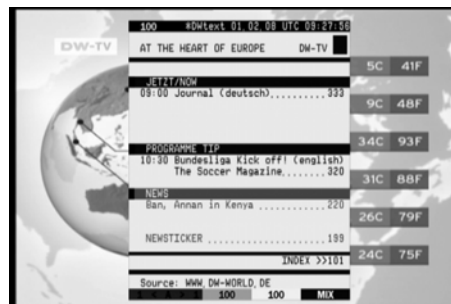 100 *DWtext 01.02.08 UTC 09:27:56
DW-TV
AT THE HEART OF EUROPE DW-TV
5C 41F
JETZT/NOW
09:00 Journal (deutsch)..........333
9C 48F
34C 93F
PROGRAMME TIP
10:30 Bundesliga Kick off! (english)
The Soccer Magazine........320
31C 88F
NEWS
Ban, Annan in Kenya ............220
26C 79F
NEWSTICKER ....................199
24C 75F
INDEX >>101
Source: WWW.DW-WORLD.DE
100 100 MIX